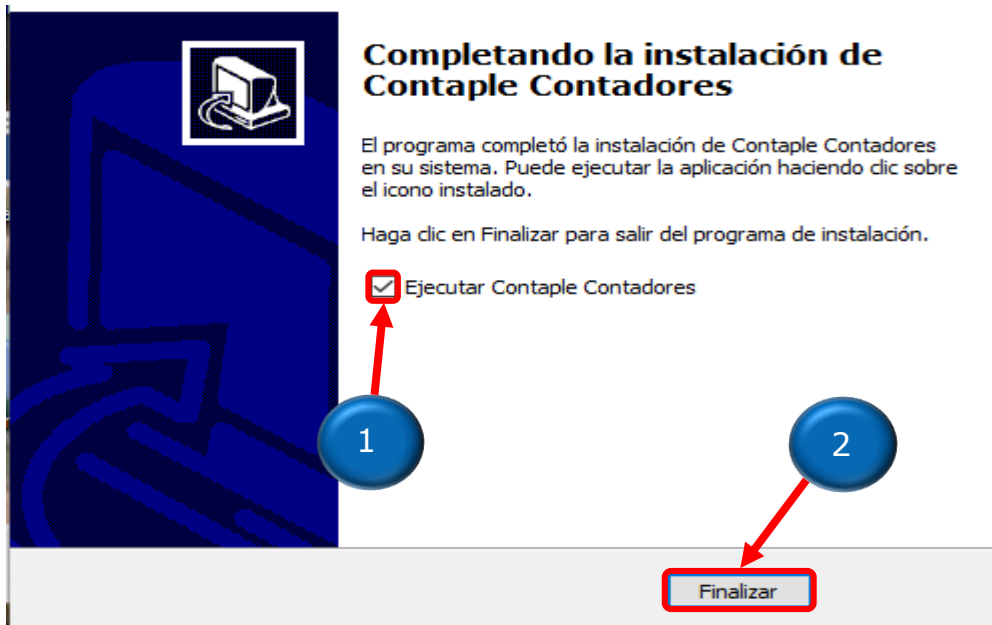 Completando la instalación de
Contaple Contadores
El programa completó la instalación de Contaple Contadores
en su sistema. Puede ejecutar la aplicación haciendo clic sobre
el icono instalado.
Haga clic en Finalizar para salir del programa de instalación.
Ejecutar Contaple Contadores
1
2
Finalizar